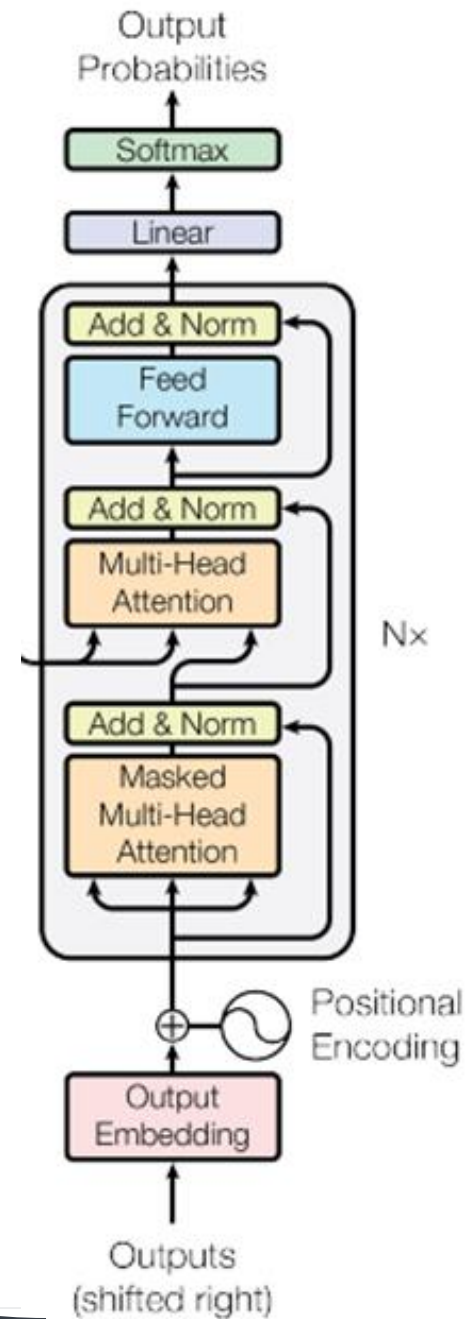 Output
Probabilities
Softmax
Linear
Add & Norm
Feed
Forward
Add & Norm
Multi-Head
Attention
N×
Add & Norm
Masked
Multi-Head
Attention
Positional
Encoding
Output
Embedding
Outputs
(shifted right)